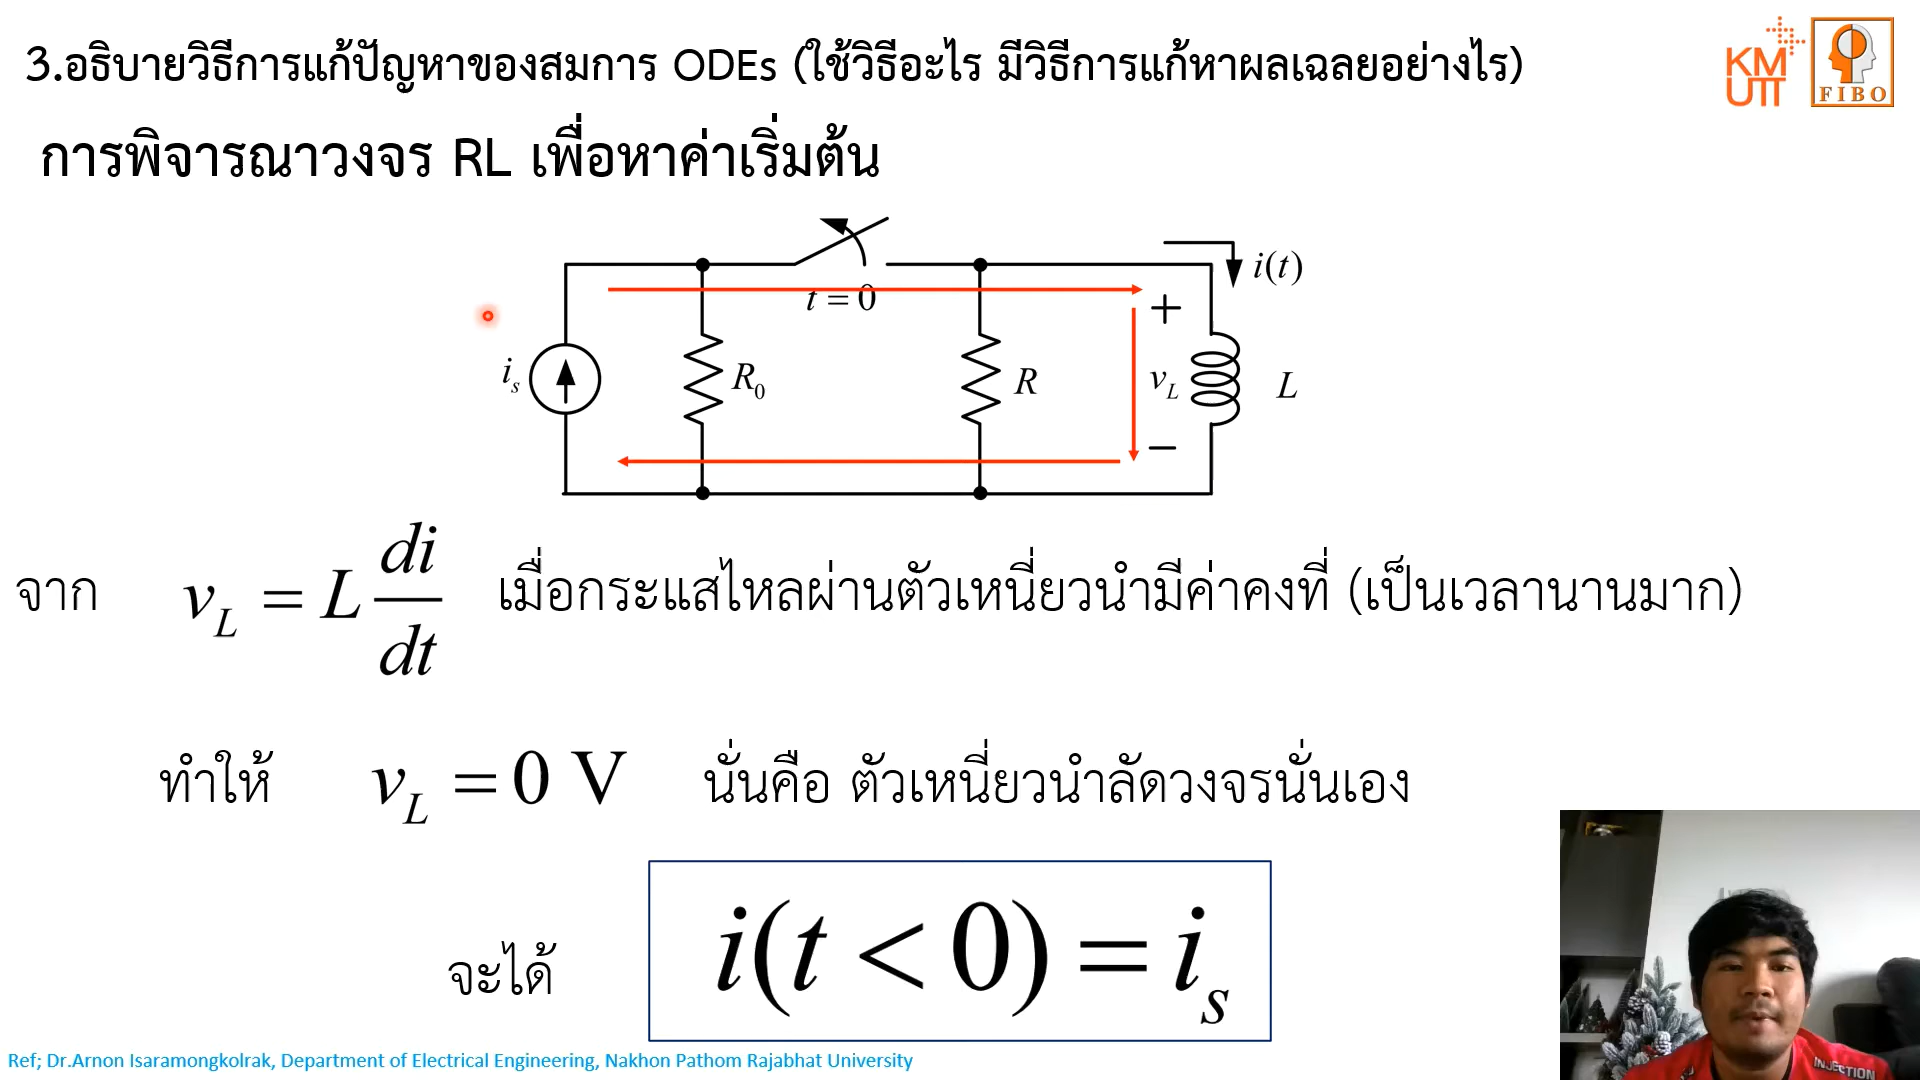 3.อธิบายวิธีการแก้ปัญหาของสมการ ODEs (ใช้วิธีอะไร มีวิธีการแก้หาผลเฉลยอย่างไร)
KMUTT FIBO
การพิจารณาวงจร RL เพื่อหาค่าเริ่มต้น
i(t)
t = 0
+
i_s R_0 R v_L L
−
จาก v_L = L di/dt เมื่อกระแสไหลผ่านตัวเหนี่ยวนำมีค่าคงที่ (เป็นเวลานานมาก)
ทำให้ v_L = 0 V นั่นคือ ตัวเหนี่ยวนำลัดวงจรนั่นเอง
จะได้ i(t < 0) = i_s
INJECTION
Ref; Dr.Arnon Isaramongkolrak, Department of Electrical Engineering, Nakhon Pathom Rajabhat University